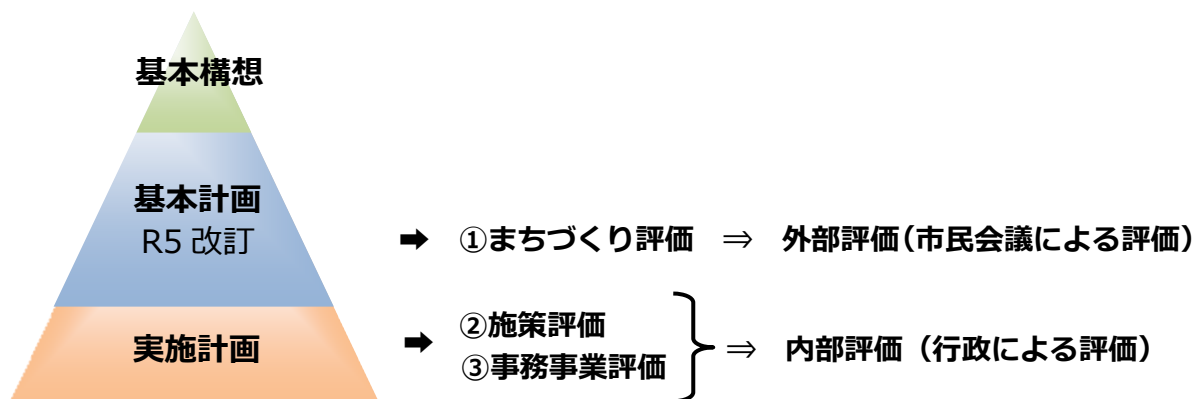 基本構想
基本計画
R5 改訂
➡ ①まちづくり評価 ⇒ 外部評価(市民会議による評価)
実施計画
➡ ②施策評価
③事務事業評価
⇒ 内部評価（行政による評価）